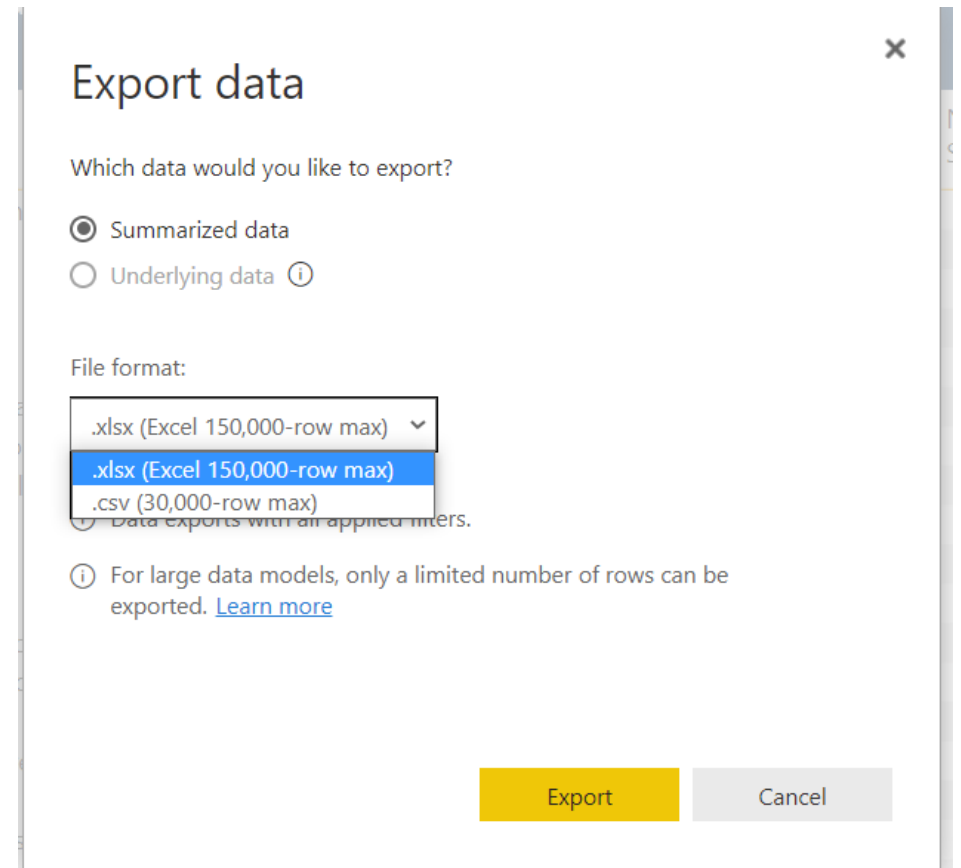 Export data
Which data would you like to export?
Summarized data
Underlying data
File format:
.xlsx (Excel 150,000-row max)
.xlsx (Excel 150,000-row max)
.csv (30,000-row max)
Data exports with all applied filters.
For large data models, only a limited number of rows can be
exported. Learn more
Export
Cancel